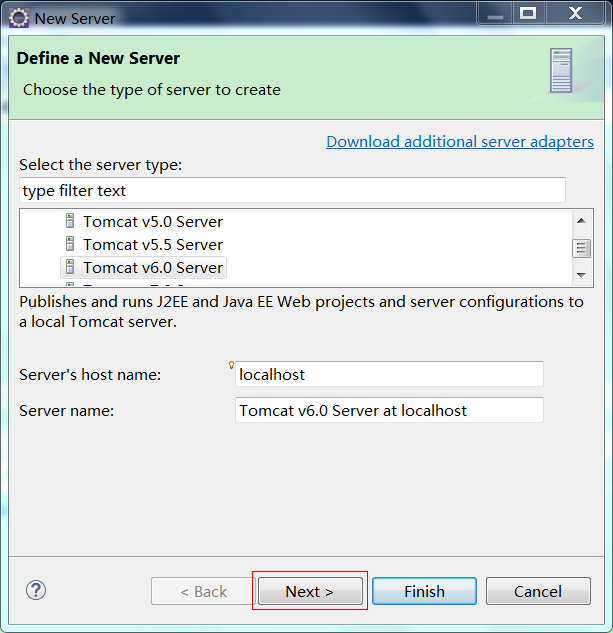 New Server
Define a New Server
Choose the type of server to create
Download additional server adapters
Select the server type:
type filter text
Tomcat v5.0 Server
Tomcat v5.5 Server
Tomcat v6.0 Server
Publishes and runs J2EE and Java EE Web projects and server configurations to
a local Tomcat server.
Server's host name:
localhost
Server name:
Tomcat v6.0 Server at localhost
?
< Back
Next >
Finish
Cancel